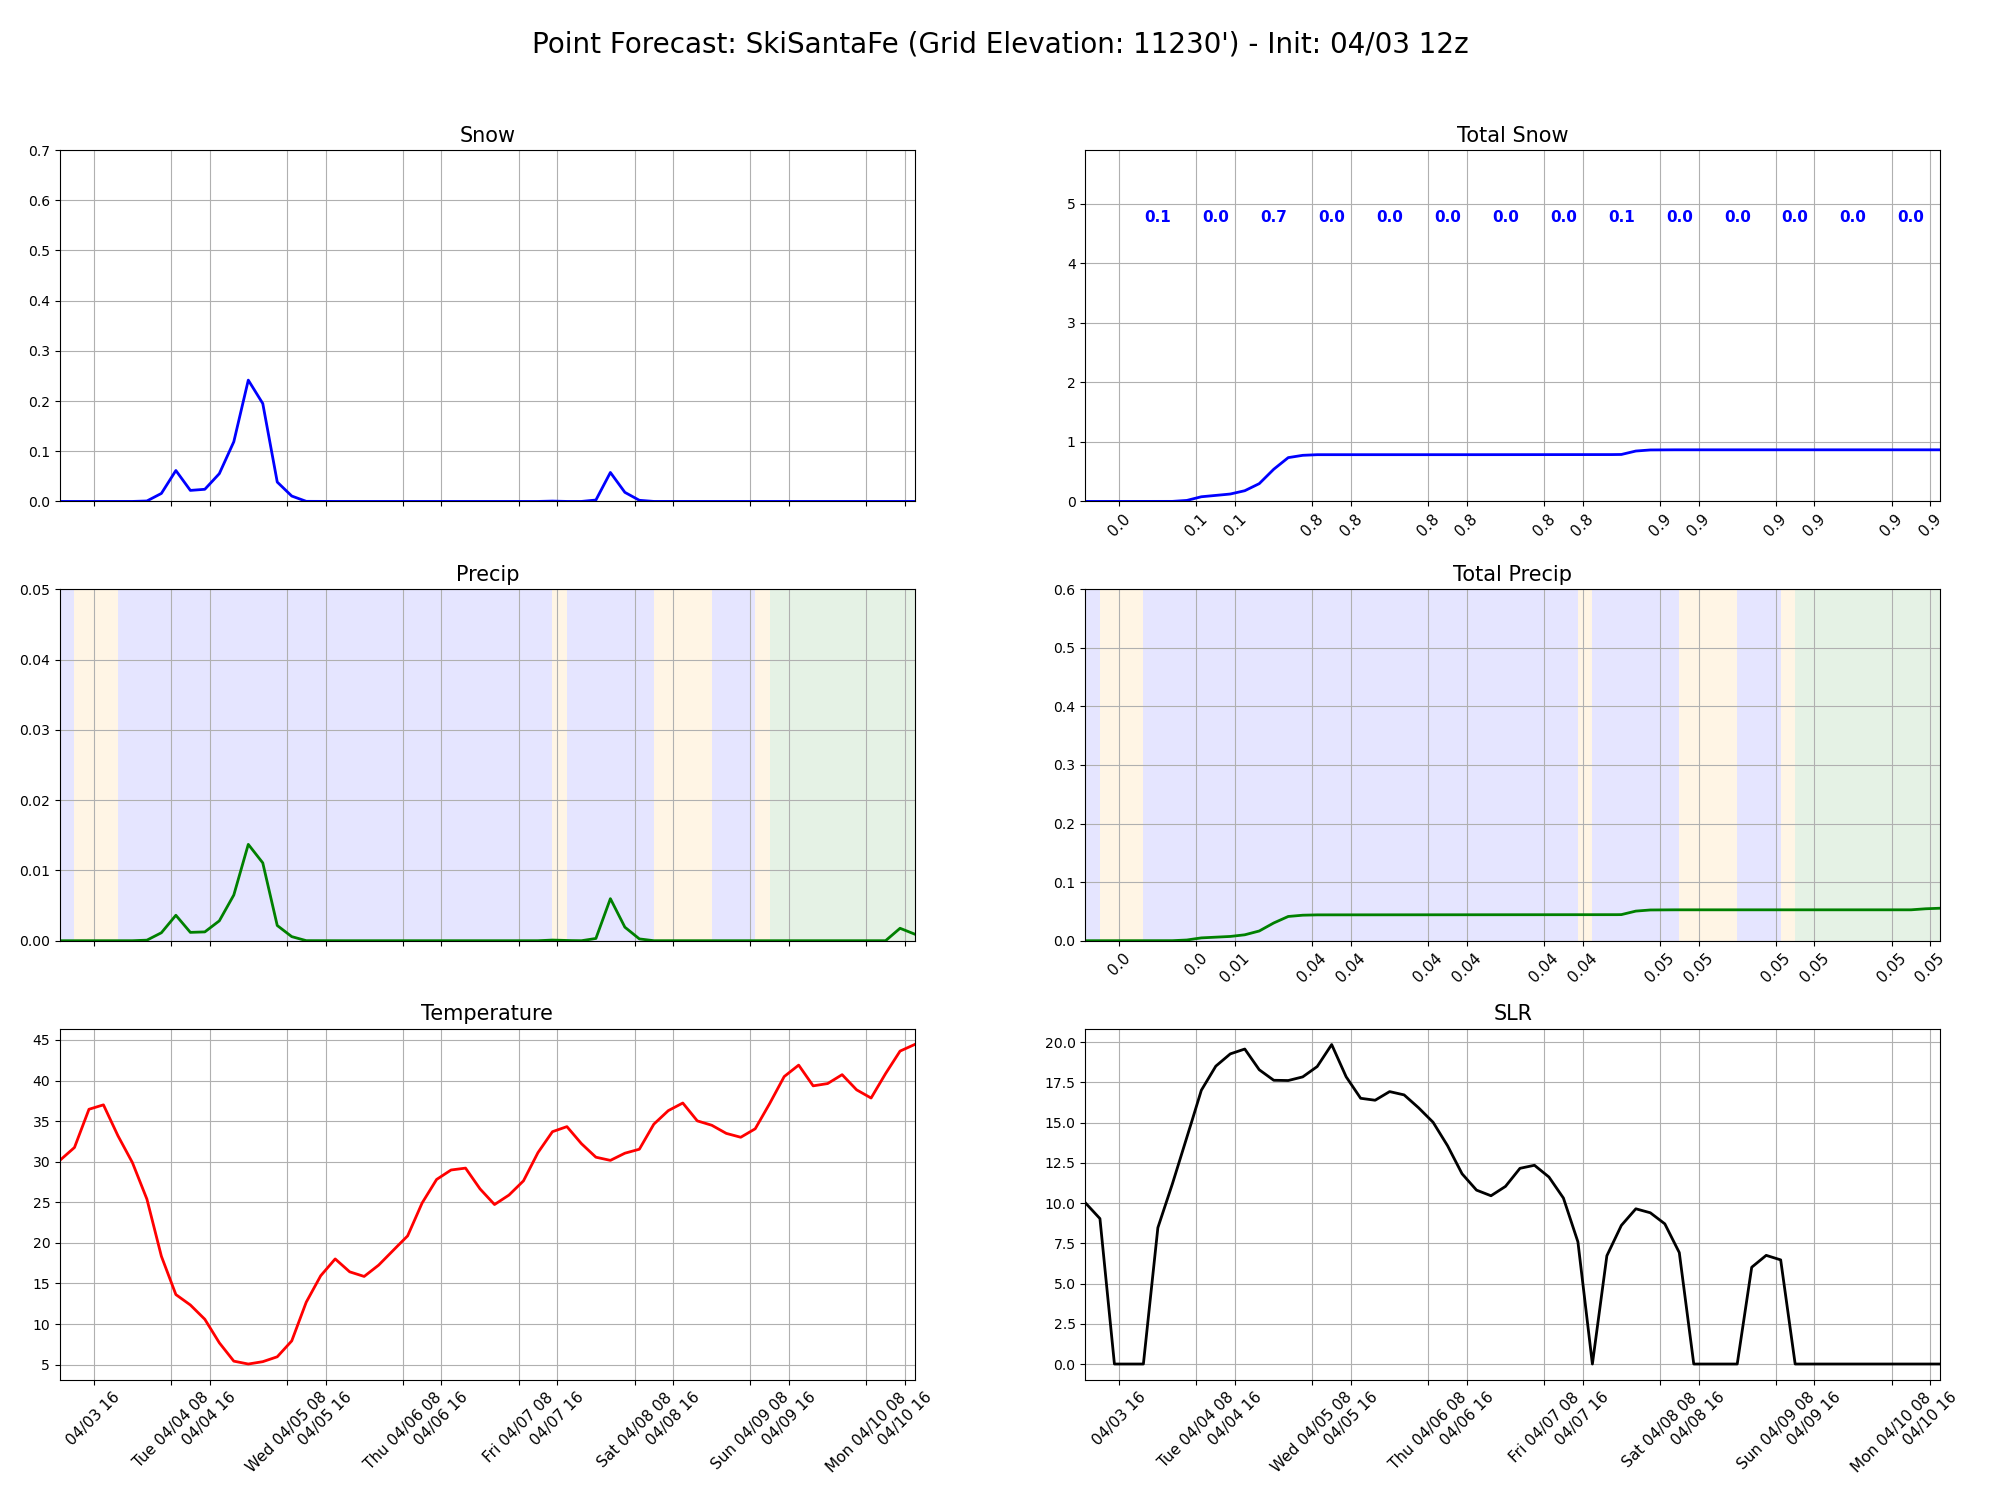 Point Forecast: SkiSantaFe (Grid Elevation: 11230') - Init: 04/03 12z
Snow
0.7
0.6
0.5
0.4
0.3
0.2
0.1
0.0
Total Snow
5
4
3
2
1
0
0.1 0.0 0.7 0.0 0.0 0.0 0.0 0.0 0.1 0.0 0.0 0.0 0.0 0.0
0.0 0.1 0.1 0.8 0.8 0.8 0.8 0.8 0.8 0.9 0.9 0.9 0.9 0.9 0.9
Precip
0.05
0.04
0.03
0.02
0.01
0.00
Total Precip
0.6
0.5
0.4
0.3
0.2
0.1
0.0
0.0 0.0 0.01 0.04 0.04 0.04 0.04 0.04 0.04 0.05 0.05 0.05 0.05 0.05 0.05
Temperature
45
40
35
30
25
20
15
10
5
04/03 16
Tue 04/04 08
04/04 16
Wed 04/05 08
04/05 16
Thu 04/06 08
04/06 16
Fri 04/07 08
04/07 16
Sat 04/08 08
04/08 16
Sun 04/09 08
04/09 16
Mon 04/10 08
04/10 16
SLR
20.0
17.5
15.0
12.5
10.0
7.5
5.0
2.5
0.0
04/03 16
Tue 04/04 08
04/04 16
Wed 04/05 08
04/05 16
Thu 04/06 08
04/06 16
Fri 04/07 08
04/07 16
Sat 04/08 08
04/08 16
Sun 04/09 08
04/09 16
Mon 04/10 08
04/10 16